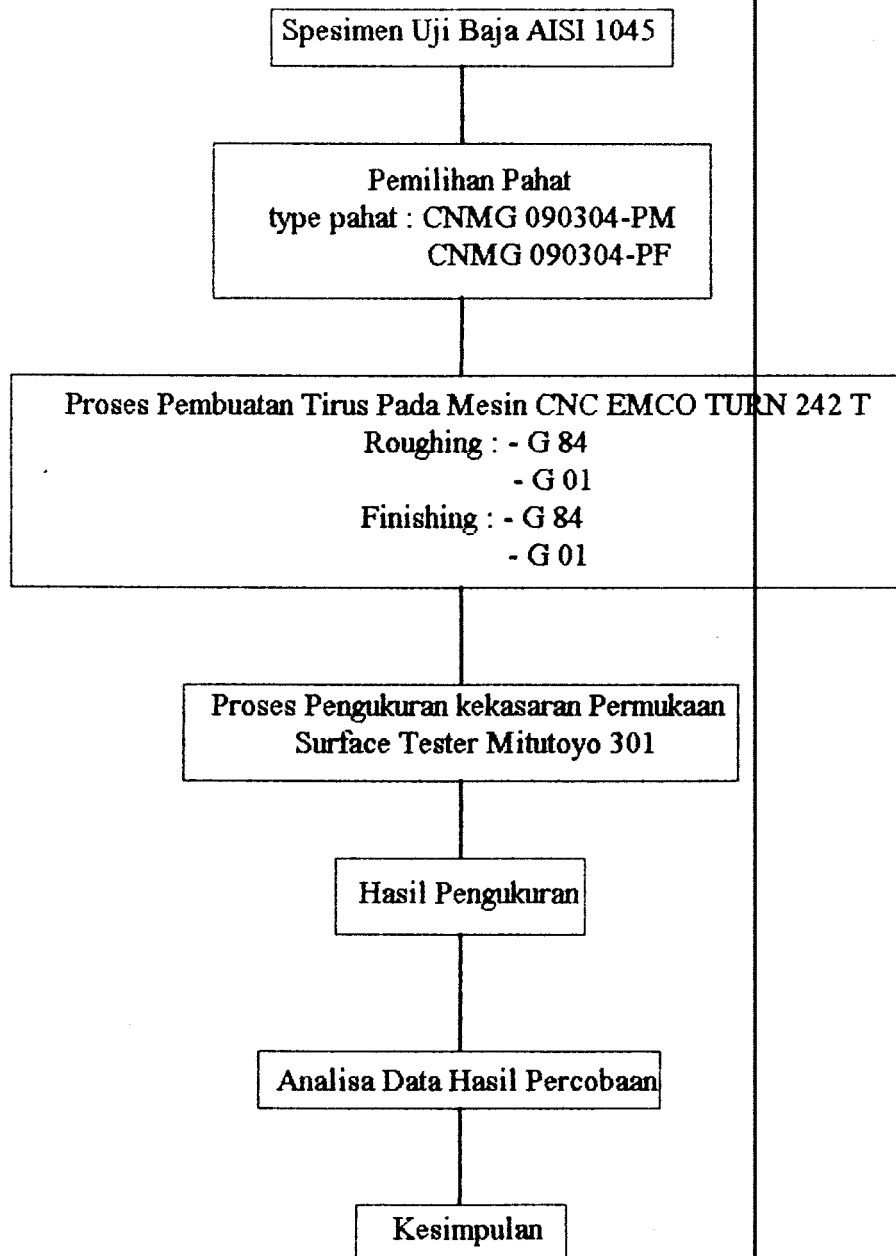 Spesimen Uji Baja AISI 1045
Pemilihan Pahat
type pahat : CNMG 090304-PM
CNMG 090304-PF
Proses Pembuatan Tirus Pada Mesin CNC EMCO TURN 242 T
Roughing : - G 84
- G 01
Finishing : - G 84
- G 01
Proses Pengukuran kekasaran Permukaan
Surface Tester Mitutoyo 301
Hasil Pengukuran
Analisa Data Hasil Percobaan
Kesimpulan